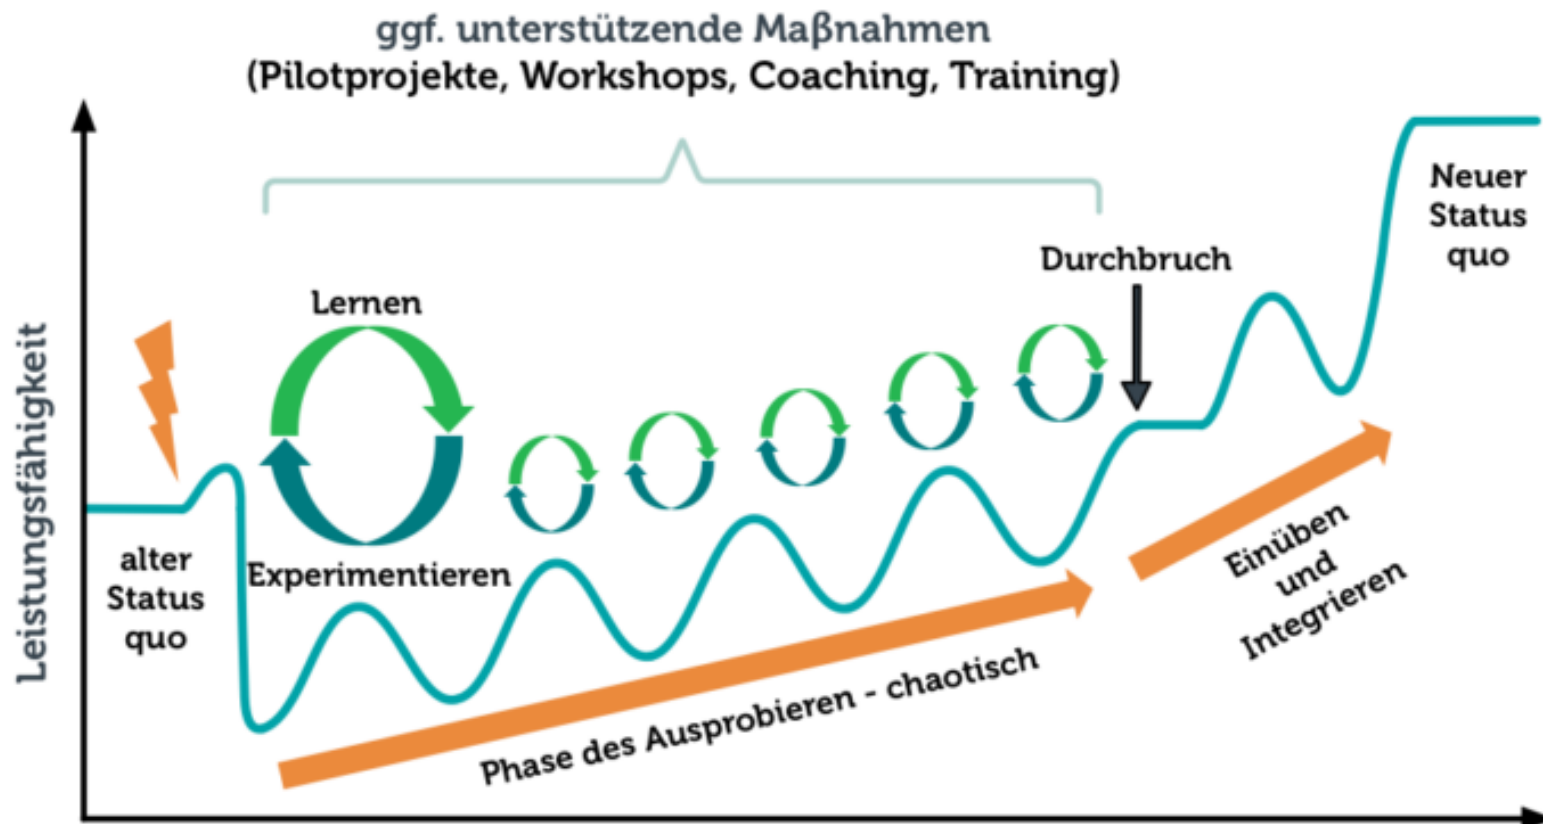 ggf. unterstützende Maßnahmen
(Pilotprojekte, Workshops, Coaching, Training)
Leistungsfähigkeit
alter
Status
quo
Lernen
Experimentieren
Phase des Ausprobieren - chaotisch
Durchbruch
Einüben
und
Integrieren
Neuer
Status
quo